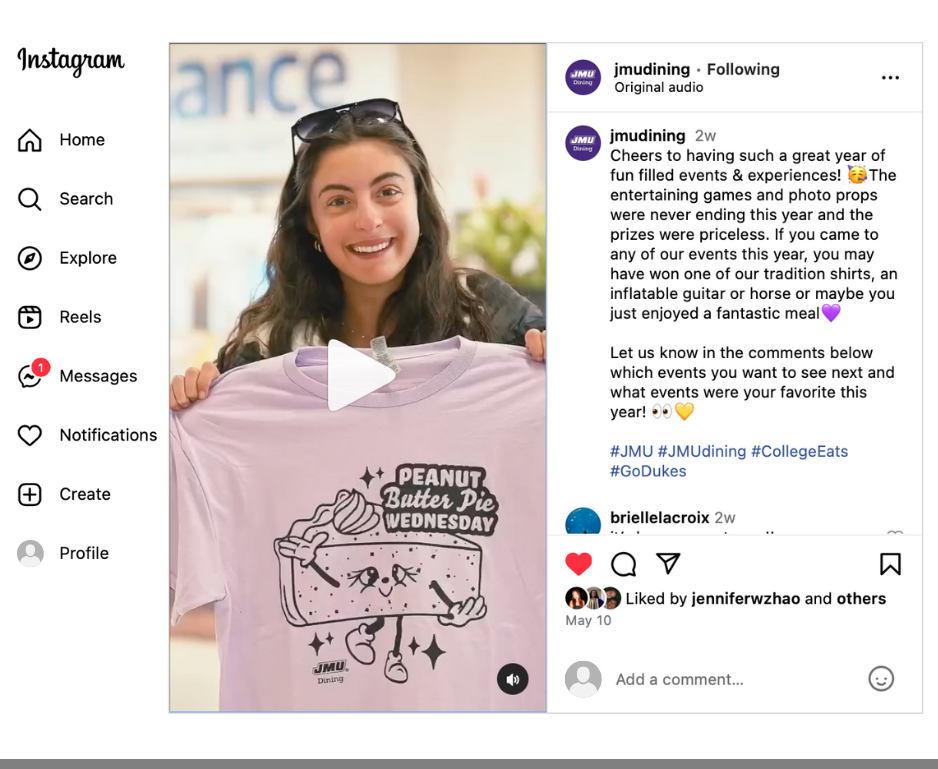 Instagram
Home
Search
Explore
Reels
1
Messages
Notifications
Create
Profile
ance
PEANUT
Butter Pie
WEDNESDAY
JMU
Dining
JMU
Dining
jmudining • Following
Original audio
JMU
Dining
jmudining 2w
Cheers to having such a great year of
fun filled events & experiences! 🥳The
entertaining games and photo props
were never ending this year and the
prizes were priceless. If you came to
any of our events this year, you may
have won one of our tradition shirts, an
inflatable guitar or horse or maybe you
just enjoyed a fantastic meal💜
Let us know in the comments below
which events you want to see next and
what events were your favorite this
year! 👀💛
#JMU #JMUdining #CollegeEats
#GoDukes
briellelacroix 2w
Liked by jenniferwzhao and others
May 10
Add a comment...